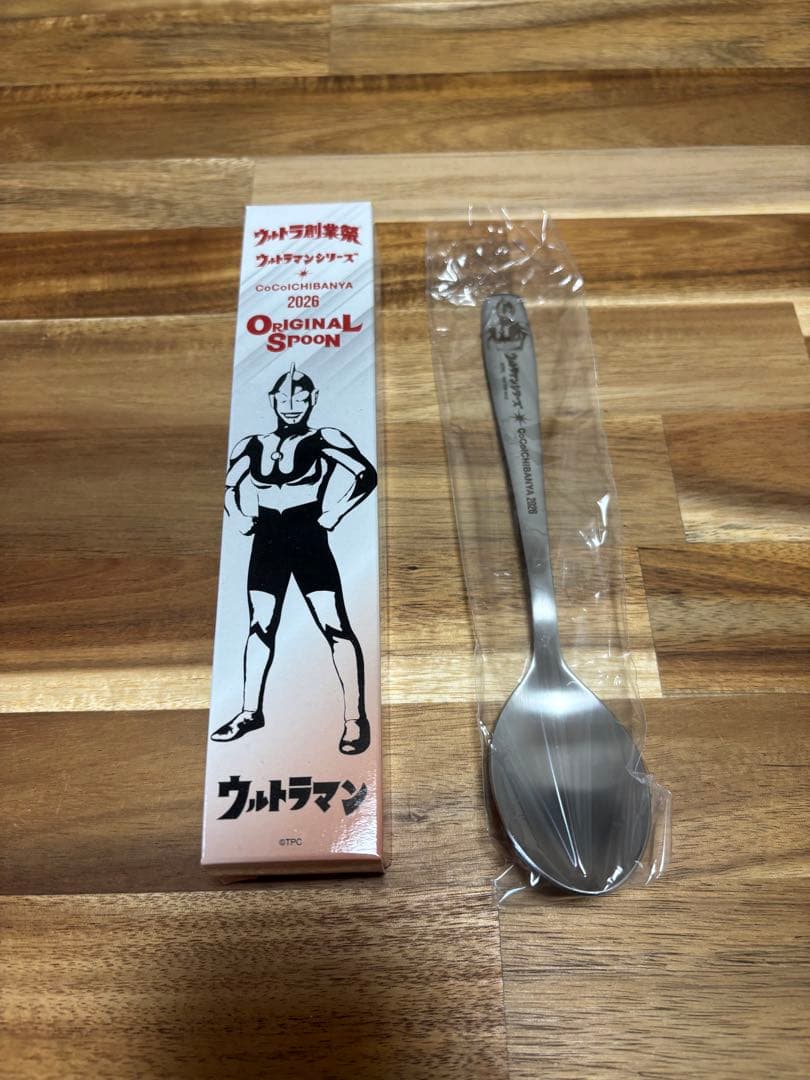 ウルトラ創業祭
ウルトラマンシリーズ
CoCoICHIBANYA
2026
ORIGINAL
SPOON
ウルトラマン
©TPC
ウルトラマンシリーズ
CoCoICHIBANYA 2026